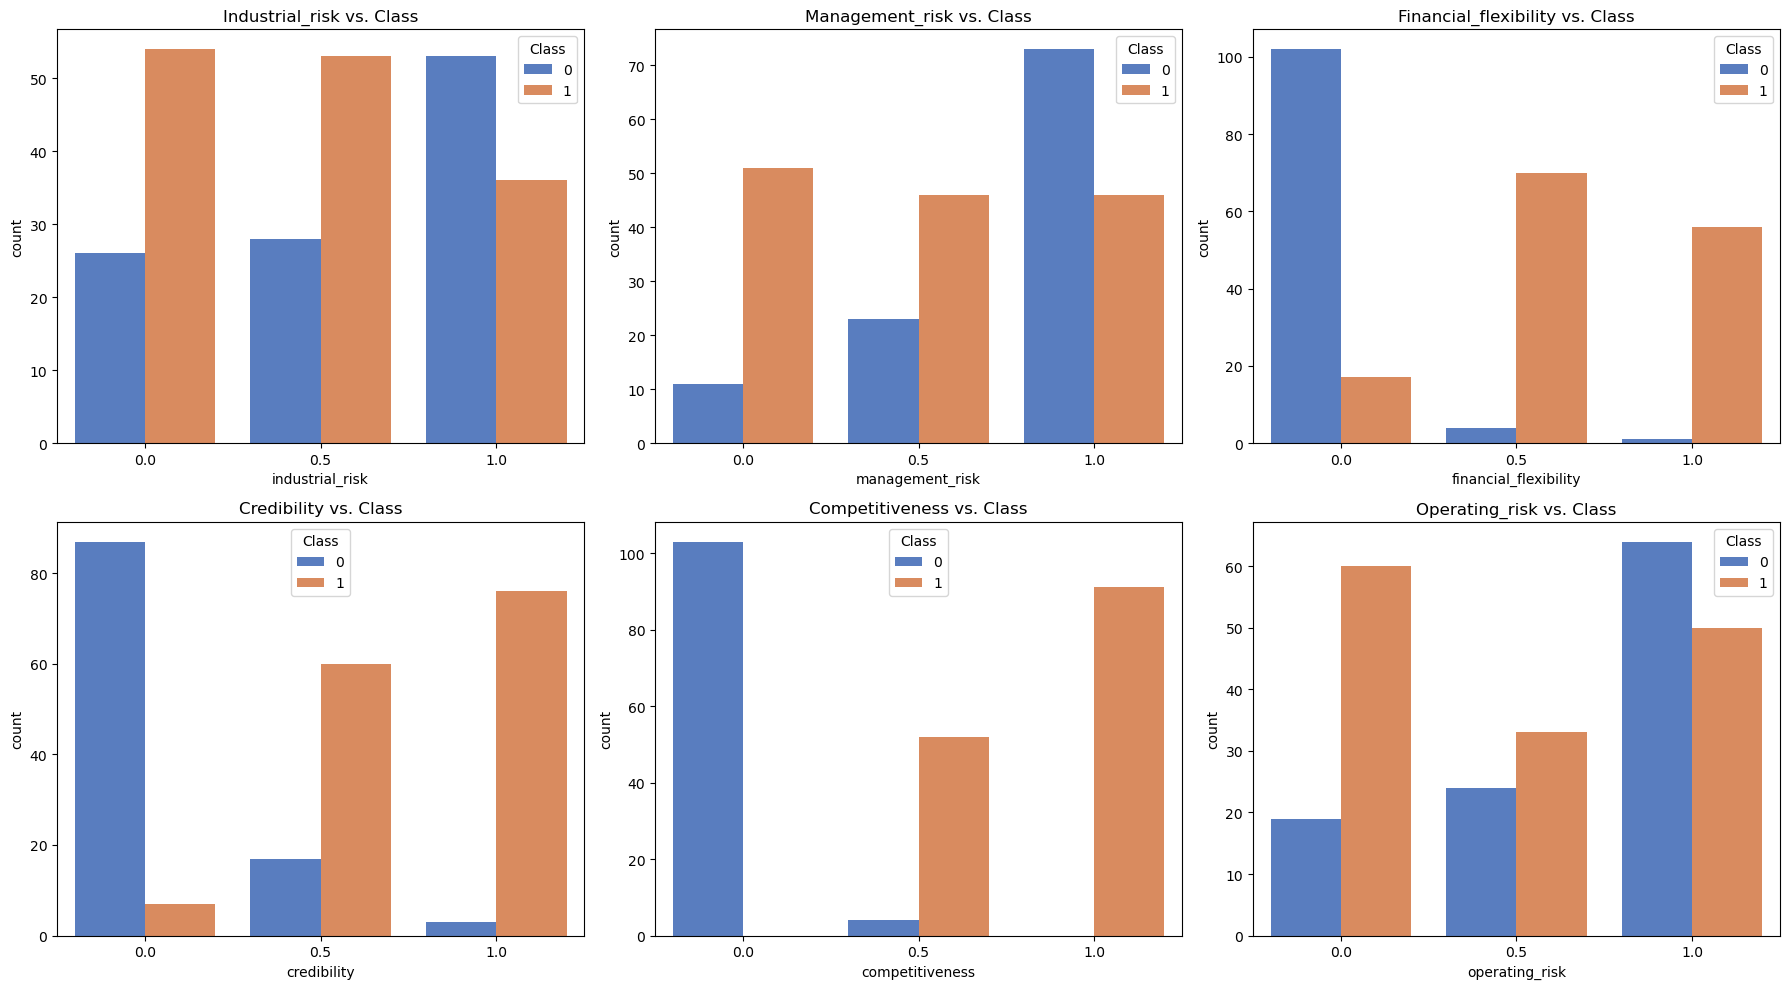 Industrial_risk vs. Class
Class
0
1
50
40
30
20
10
0
count
0.0 0.5 1.0
industrial_risk
Management_risk vs. Class
Class
0
1
70
60
50
40
30
20
10
0
count
0.0 0.5 1.0
management_risk
Financial_flexibility vs. Class
Class
0
1
100
80
60
40
20
0
count
0.0 0.5 1.0
financial_flexibility
Credibility vs. Class
Class
0
1
80
60
40
20
0
count
0.0 0.5 1.0
credibility
Competitiveness vs. Class
Class
0
1
100
80
60
40
20
0
count
0.0 0.5 1.0
competitiveness
Operating_risk vs. Class
Class
0
1
60
50
40
30
20
10
0
count
0.0 0.5 1.0
operating_risk